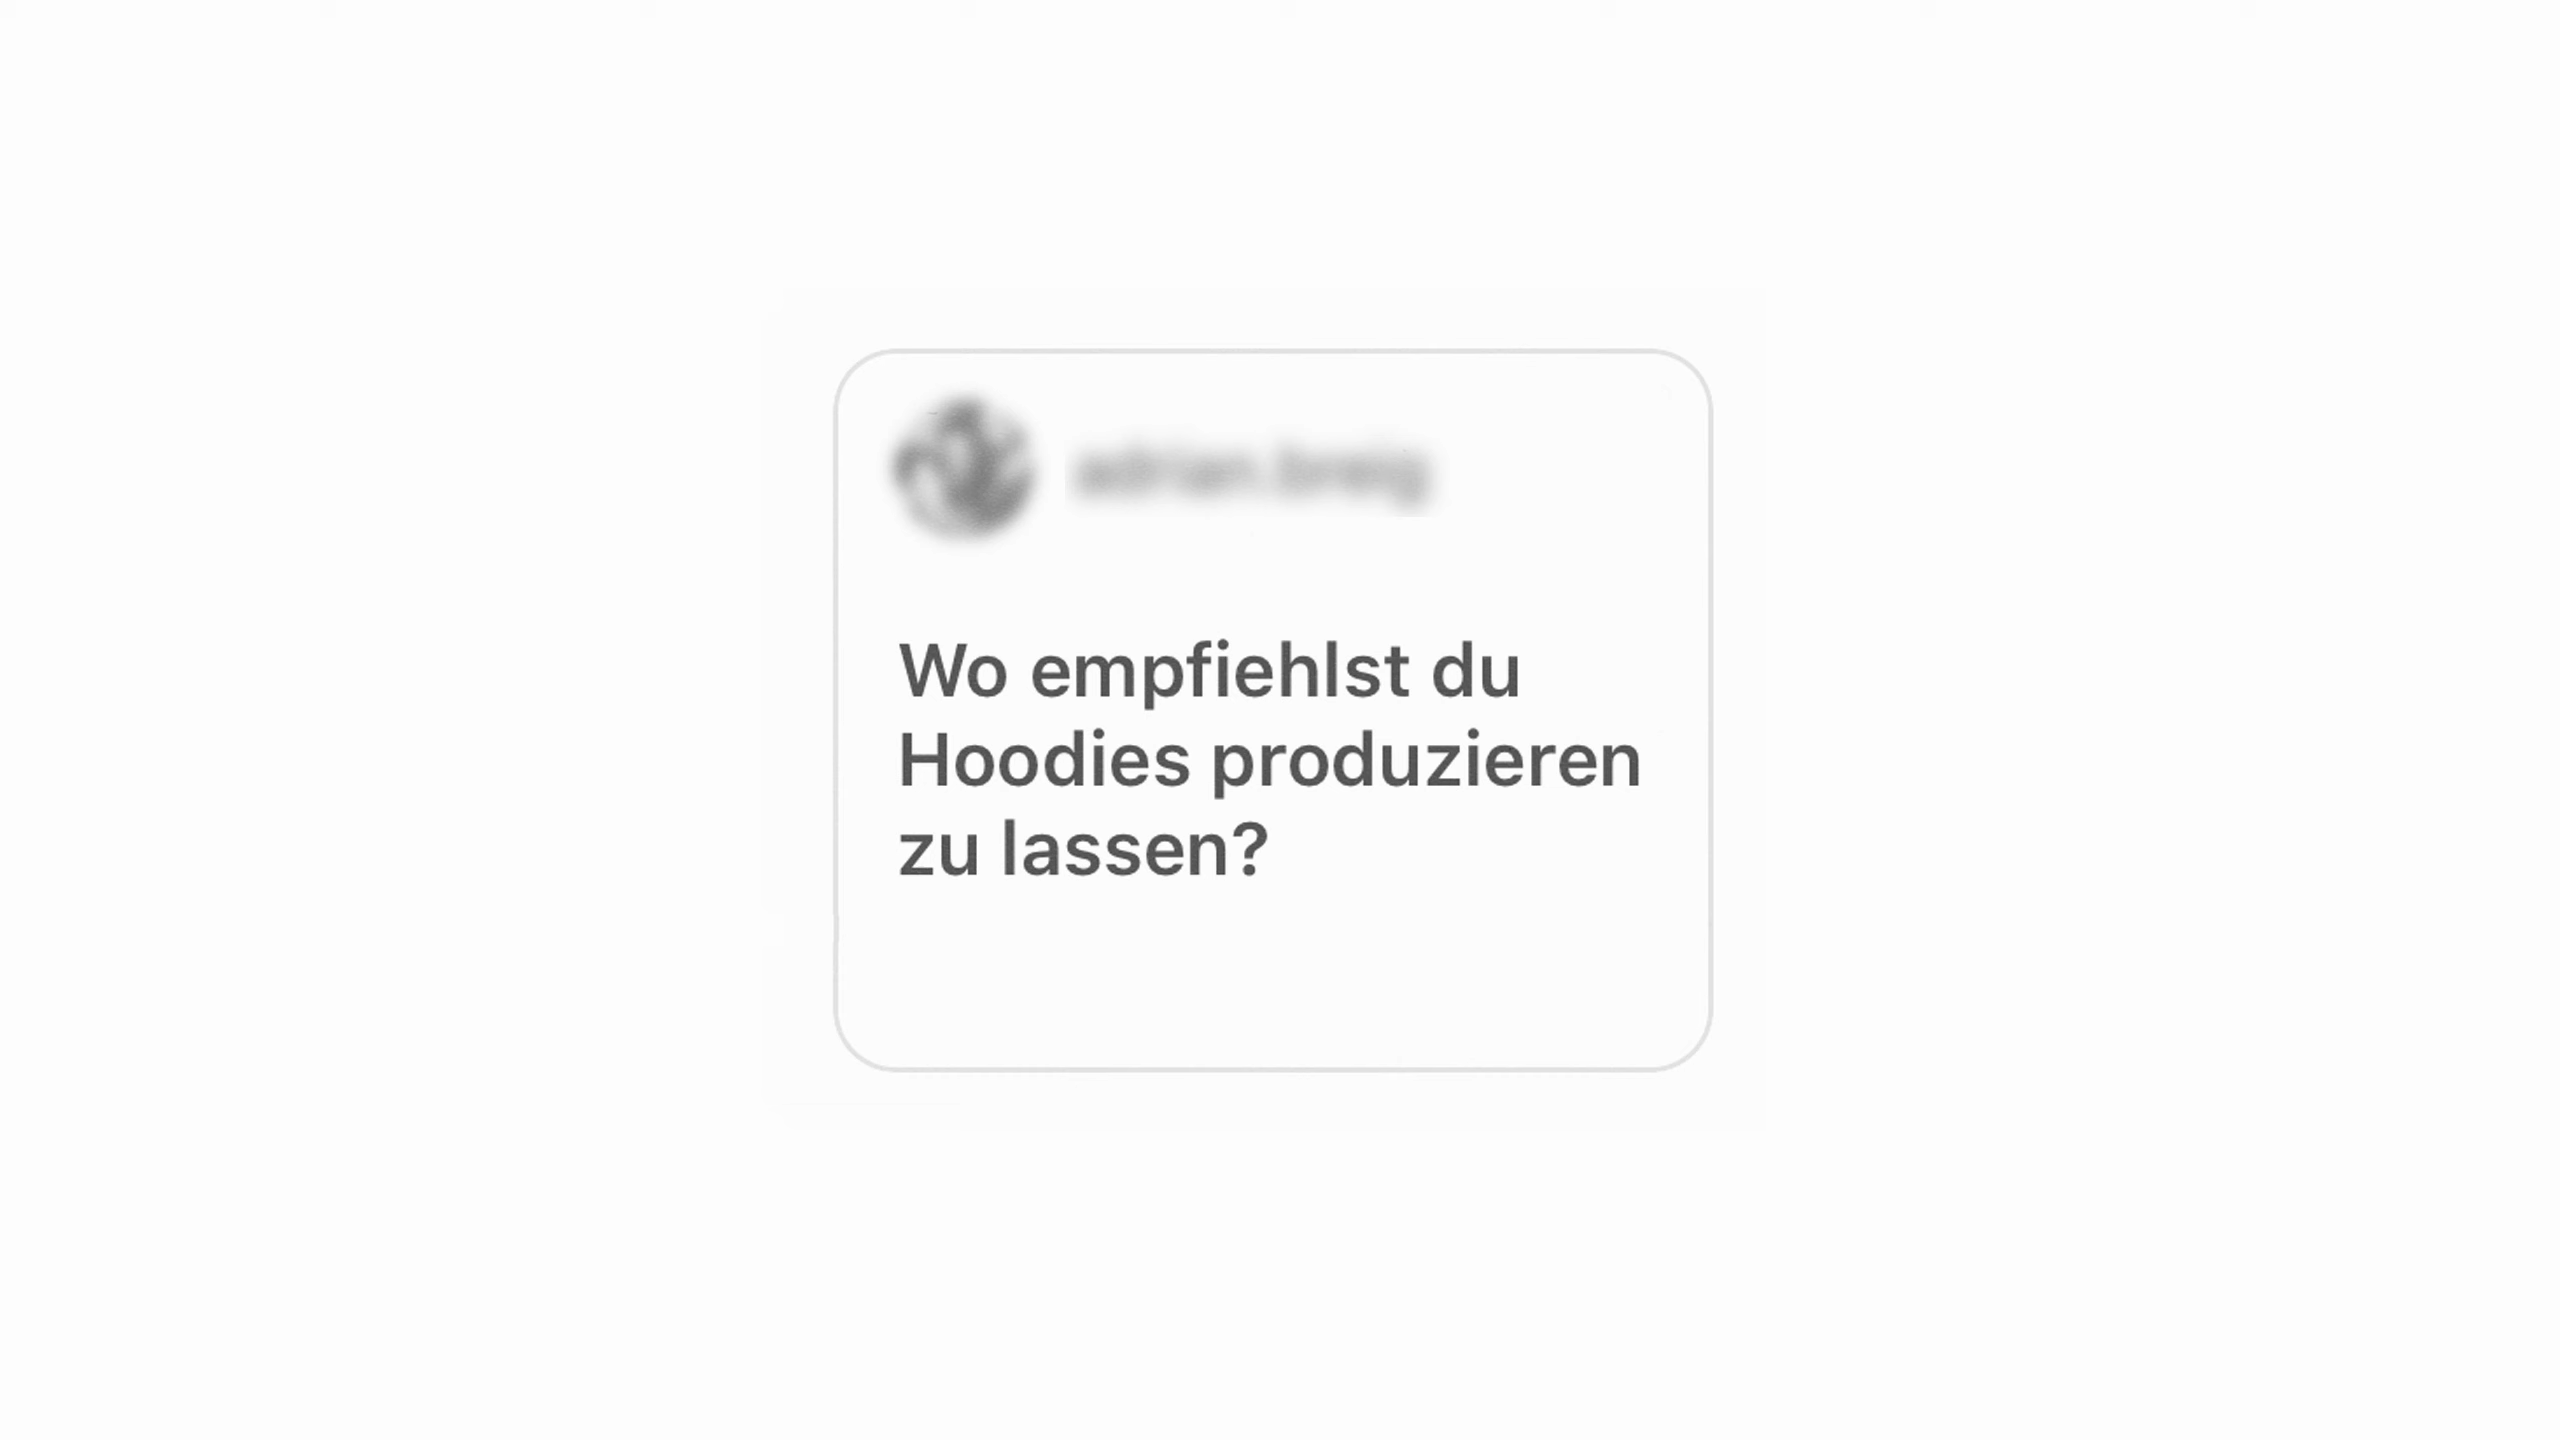 Wo empfiehlst du
Hoodies produzieren
zu lassen?